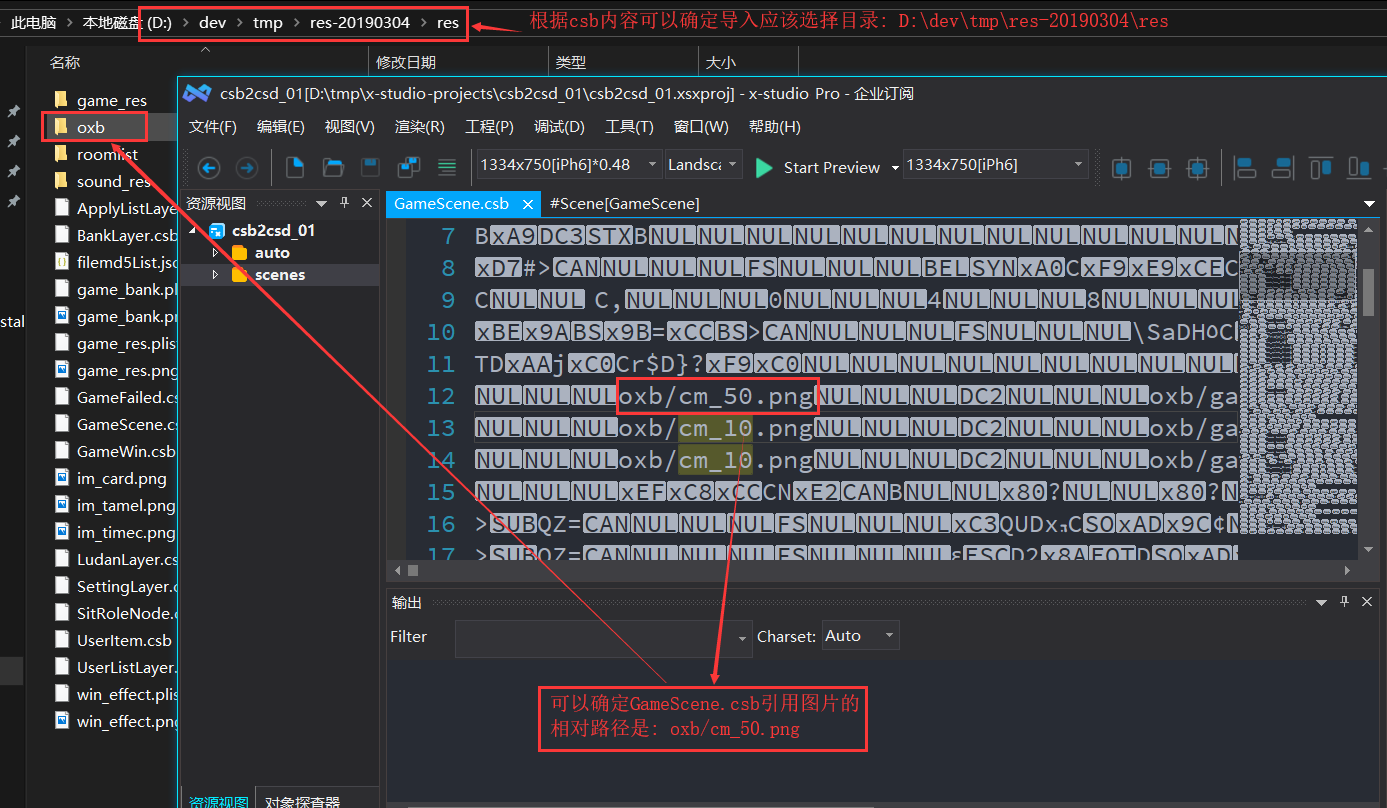 此电脑 > 本地磁盘 (D:) > dev > tmp > res-20190304 > res
根据csb内容可以确定导入应该选择目录: D:\dev\tmp\res-20190304\res
名称 修改日期 类型 大小
game_res
oxb
roomlist
sound_res
ApplyListLaye
BankLayer.csb
filemd5List.jso
game_bank.pl
game_bank.pn
game_res.plis
game_res.png
GameFailed.cs
GameScene.cs
GameWin.csb
im_card.png
im_tamel.png
im_timec.png
LudanLayer.cs
SettingLayer.c
SitRoleNode.c
UserItem.csb
UserListLayer.
win_effect.plis
win_effect.png
stal
csb2csd_01[D:\tmp\x-studio-projects\csb2csd_01\csb2csd_01.xsxproj] - x-studio Pro - 企业订阅
文件(F) 编辑(E) 视图(V) 渲染(R) 工程(P) 调试(D) 工具(T) 窗口(W) 帮助(H)
1334x750[iPh6]*0.48 Landsca Start Preview 1334x750[iPh6]
资源视图
csb2csd_01
auto
scenes
GameScene.csb × #Scene[GameScene]
7 BxA9DC3STXBNULNULNULNULNULNULNULNULNULNULNULNUL
8 xD7#>CANNULNULNULFSNULNULNULBELSYNxA0CxF9xE9xCEC
9 CNULNUL C,NULNULNUL0NULNULNUL4NULNULNUL8NULNULNUL
10 xBEx9ABSx9B=xCCBS>CANNULNULNULFSNULNULNUL\SaDHOC
11 TDxAAjxC0Cr$D}?xF9xC0NULNULNULNULNULNULNULNULNUL
12 NULNULNULoxb/cm_50.pngNULNULNULDC2NULNULNULoxb/ga
13 NULNULNULoxb/cm_10.pngNULNULNULDC2NULNULNULoxb/ga
14 NULNULNULoxb/cm_10.pngNULNULNULDC2NULNULNULoxb/ga
15 NULNULNULxEFxC8xCCCNxE2CANBNULNULx80?NULNULx80?N
16 >SUBQZ=CANNULNULNULFSNULNULNULxC3QUDx
17 >SUBQZ=CANNULNULNULFSNULNULNUL
输出
Filter Charset: Auto
可以确定GameScene.csb引用图片的
相对路径是: oxb/cm_50.png
资源视图 对象探查器